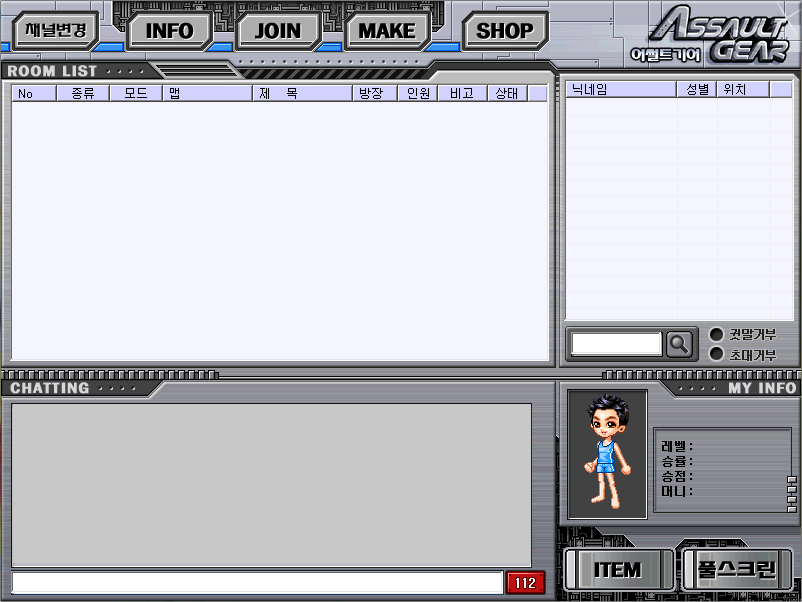 채널변경 INFO JOIN MAKE SHOP
ASSAULT GEAR
어썰트기어
ROOM LIST
No 종류 모드 맵 제 목 방장 인원 비고 상태
닉네임 성별 위치
귓말거부
초대거부
CHATTING
MY INFO
레벨 :
승률 :
승점 :
머니 :
112
ITEM 풀스크린